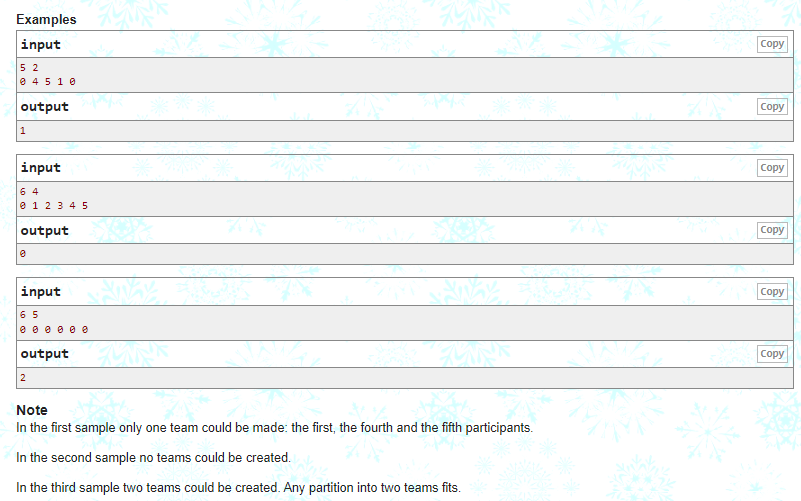 Examples
input
Copy
5 2
0 4 5 1 0
output
Copy
1
input
Copy
6 4
0 1 2 3 4 5
output
Copy
0
input
Copy
6 5
0 0 0 0 0 0
output
Copy
2
Note
In the first sample only one team could be made: the first, the fourth and the fifth participants.
In the second sample no teams could be created.
In the third sample two teams could be created. Any partition into two teams fits.